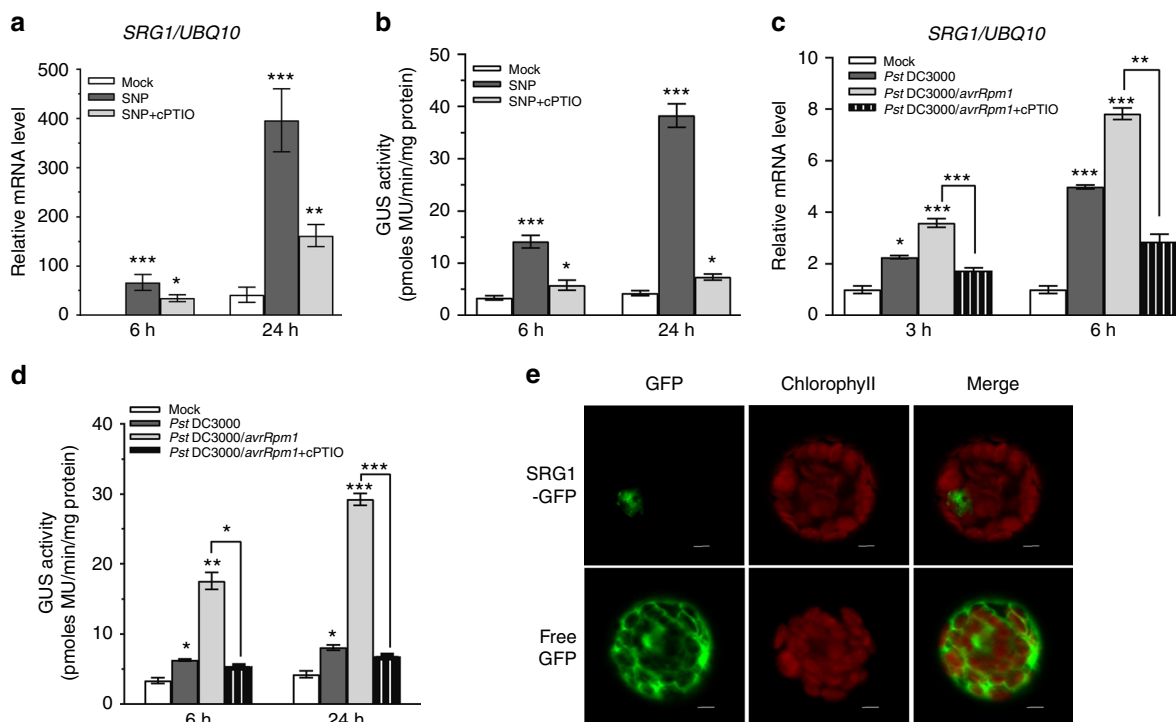 a
SRG1/UBQ10
Relative mRNA level
500
400
300
200
100
0
Mock
SNP
SNP+cPTIO
***
*
***
**
6 h
24 h
b
GUS activity
(pmoles MU/min/mg protein)
50
40
30
20
10
0
Mock
SNP
SNP+cPTIO
***
*
***
*
6 h
24 h
c
SRG1/UBQ10
Relative mRNA level
10
8
6
4
2
0
Mock
Pst DC3000
Pst DC3000/avrRpm1
Pst DC3000/avrRpm1+cPTIO
*
***
***
***
***
**
3 h
6 h
d
GUS activity
(pmoles MU/min/mg protein)
40
30
20
10
0
Mock
Pst DC3000
Pst DC3000/avrRpm1
Pst DC3000/avrRpm1+cPTIO
*
**
*
*
***
***
6 h
24 h
e
GFP
Chlorophyll
Merge
SRG1
-GFP
Free
GFP